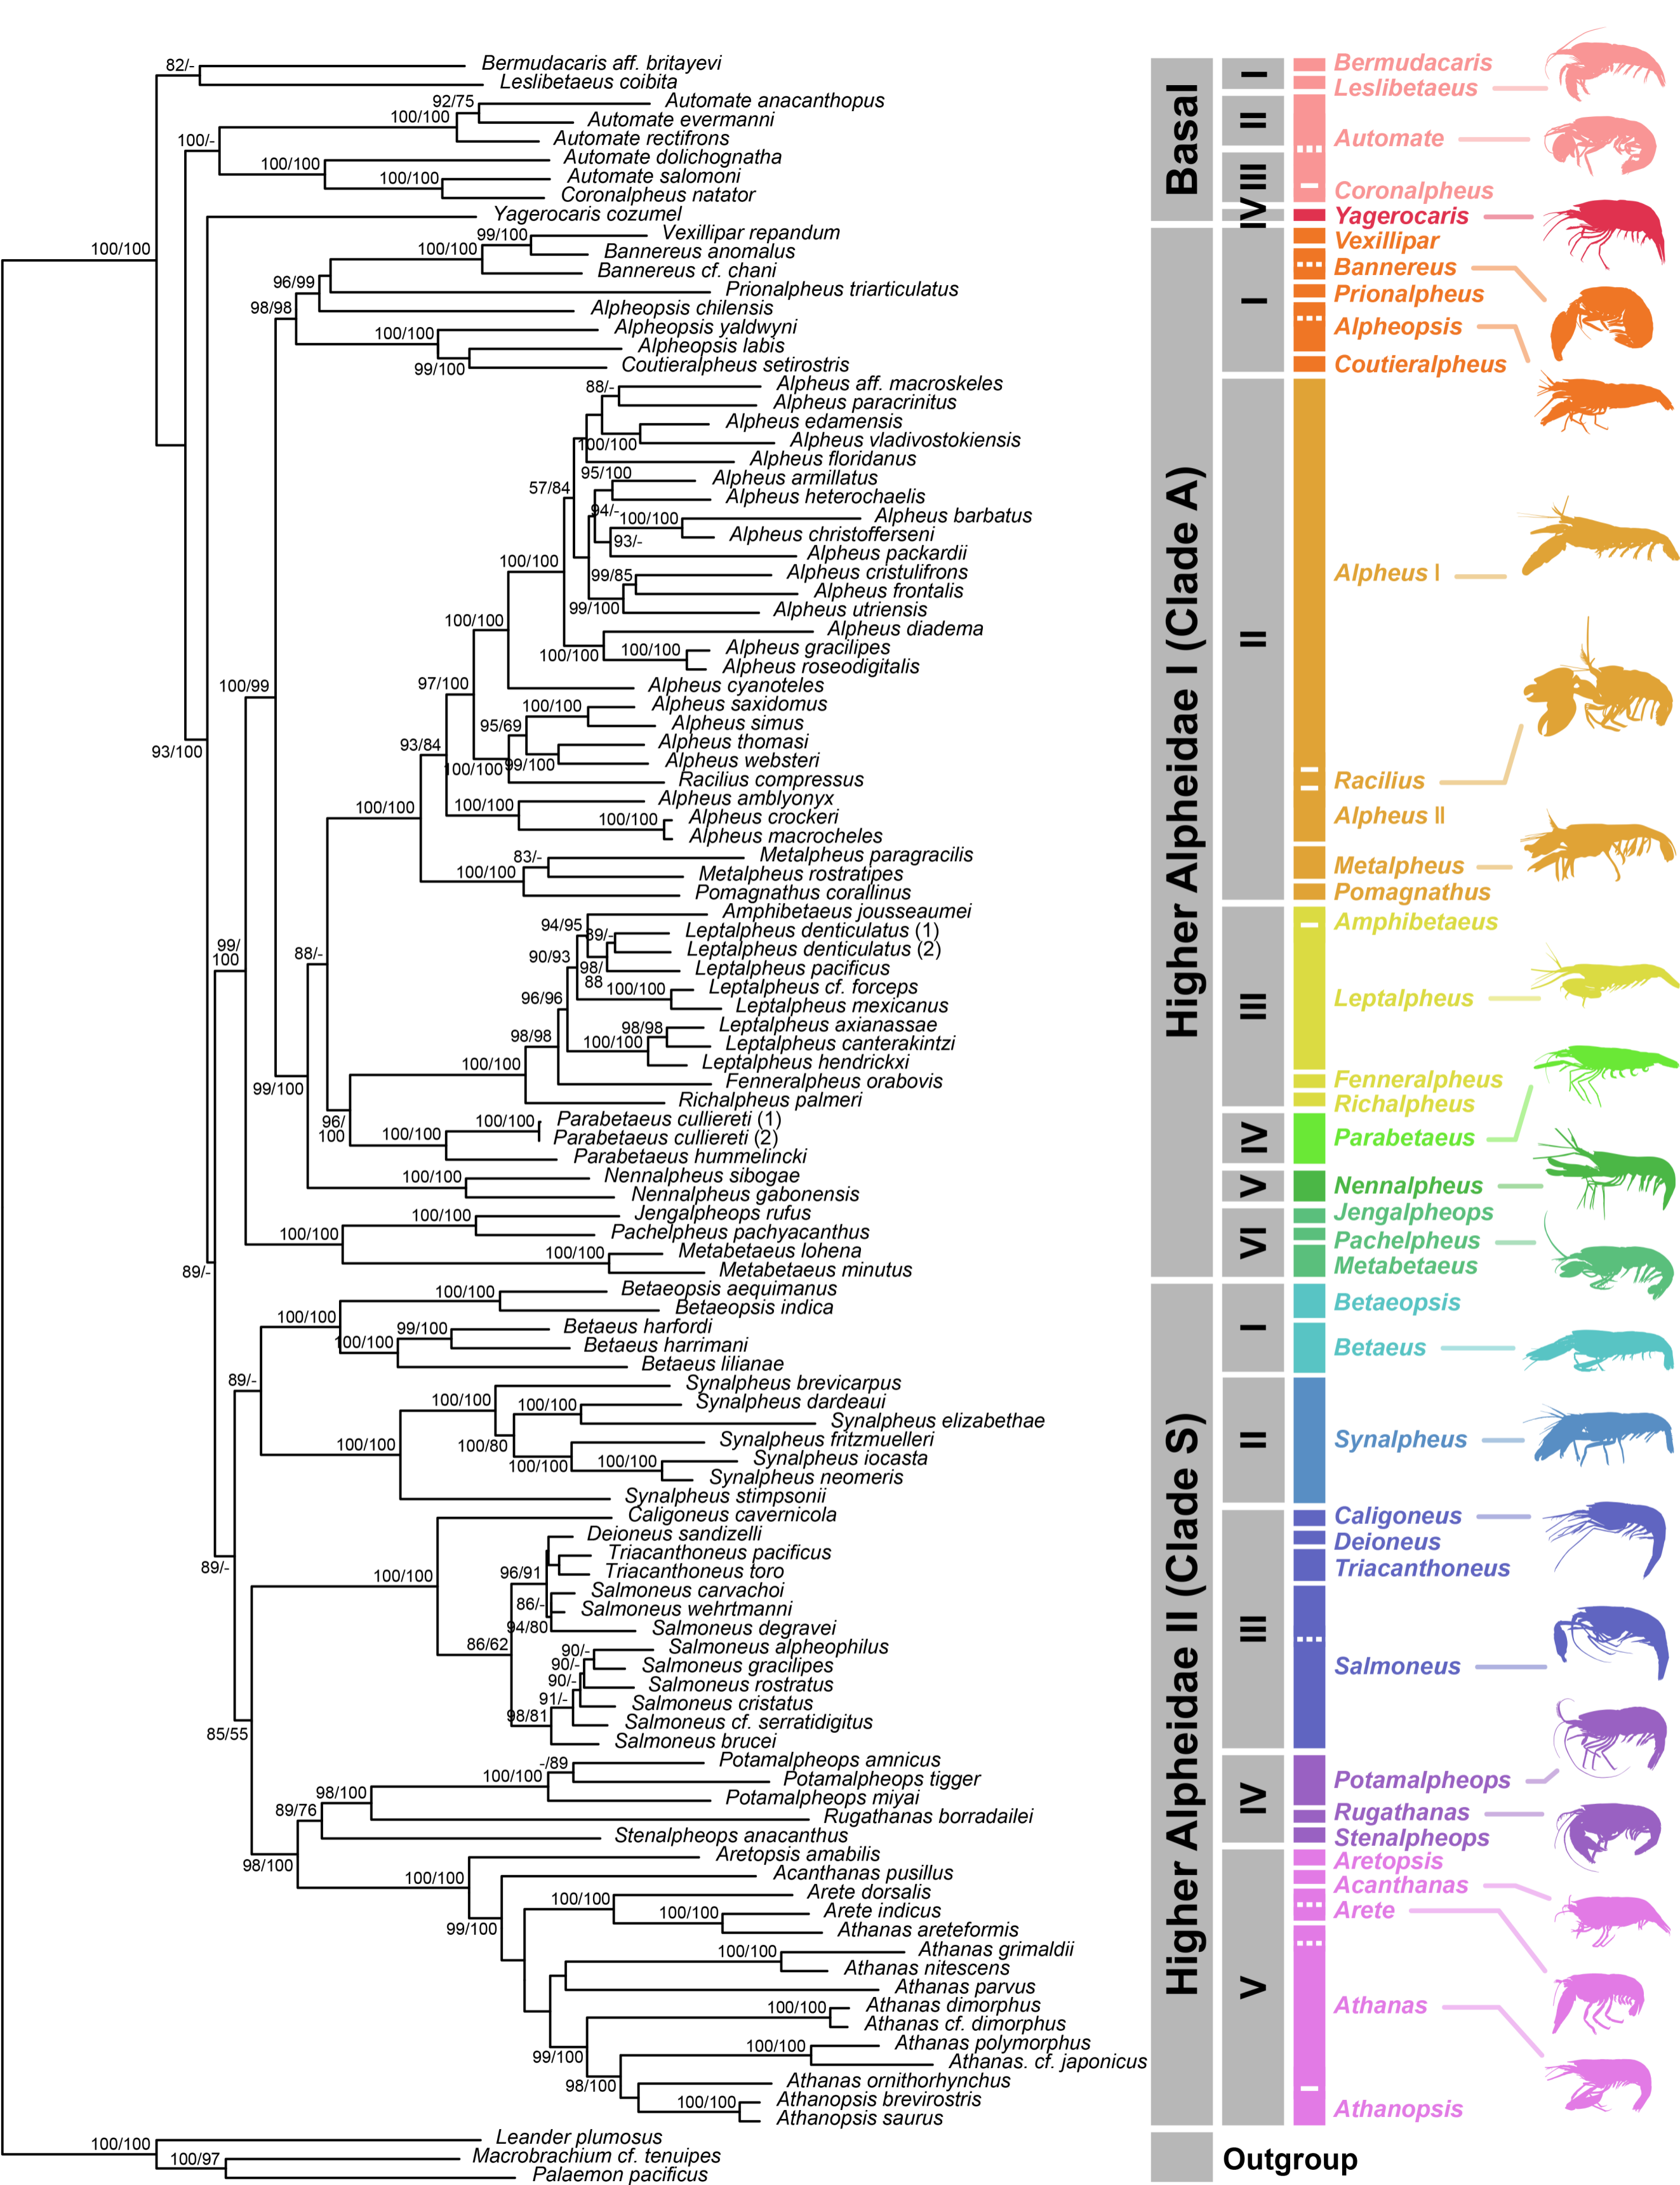 82/-
Bermudacaris aff. britayevi
Leslibetaeus coibita
92/75
Automate anacanthopus
100/100
Automate evermanni
Automate rectifrons
100/-
Automate dolichognatha
100/100
Automate salomoni
100/100
Coronalpheus natator
Yagerocaris cozumel
100/100
99/100
Vexillipar repandum
100/100
Bannereus anomalus
Bannereus cf. chani
96/99
Prionalpheus triarticulatus
98/98
Alpheopsis chilensis
Alpheopsis yaldwyni
100/100
Alpheopsis labis
99/100
Coutieralpheus setirostris
88/-
Alpheus aff. macroskeles
Alpheus paracrinitus
Alpheus edamensis
100/100
Alpheus vladivostokiensis
Alpheus floridanus
57/84
95/100
Alpheus armillatus
Alpheus heterochaelis
94/-
100/100
Alpheus barbatus
Alpheus christofferseni
93/-
Alpheus packardii
100/100
99/85
Alpheus cristulifrons
Alpheus frontalis
99/100
Alpheus utriensis
100/100
Alpheus diadema
100/100
100/100
Alpheus gracilipes
Alpheus roseodigitalis
97/100
Alpheus cyanoteles
100/99
100/100
Alpheus saxidomus
95/69
Alpheus simus
93/84
Alpheus thomasi
100/100
99/100
Alpheus websteri
93/100
Racilius compressus
100/100
100/100
Alpheus amblyonyx
100/100
Alpheus crockeri
Alpheus macrocheles
83/-
Metalpheus paragracilis
100/100
Metalpheus rostratipes
Pomagnathus corallinus
94/95
Amphibetaeus jousseaumei
89/-
Leptalpheus denticulatus (1)
99/
100
88/-
90/93
Leptalpheus denticulatus (2)
98/
88
Leptalpheus pacificus
96/96
100/100
Leptalpheus cf. forceps
Leptalpheus mexicanus
98/98
98/98
Leptalpheus axianassae
100/100
Leptalpheus canterakintzi
100/100
Leptalpheus hendrickxi
99/100
Fenneralpheus orabovis
Richalpheus palmeri
96/
100
100/100
Parabetaeus culliereti (1)
100/100
Parabetaeus culliereti (2)
Parabetaeus hummelincki
100/100
Nennalpheus sibogae
Nennalpheus gabonensis
100/100
Jengalpheops rufus
100/100
Pachelpheus pachyacanthus
100/100
Metabetaeus lohena
89/-
Metabetaeus minutus
100/100
Betaeopsis aequimanus
Betaeopsis indica
100/100
99/100
Betaeus harfordi
100/100
Betaeus harrimani
Betaeus lilianae
89/-
Synalpheus brevicarpus
100/100
100/100
Synalpheus dardeaui
Synalpheus elizabethae
100/100
100/80
Synalpheus fritzmuelleri
100/100
100/100
Synalpheus iocasta
Synalpheus neomeris
Synalpheus stimpsonii
Caligoneus cavernicola
Deioneus sandizelli
89/-
100/100
96/91
Triacanthoneus pacificus
Triacanthoneus toro
Salmoneus carvachoi
86/-
Salmoneus wehrtmanni
94/80
Salmoneus degravei
86/62
90/-
Salmoneus alpheophilus
90/-
Salmoneus gracilipes
90/-
Salmoneus rostratus
91/-
Salmoneus cristatus
98/81
Salmoneus cf. serratidigitus
85/55
Salmoneus brucei
-/89
Potamalpheops amnicus
100/100
Potamalpheops tigger
98/100
Potamalpheops miyai
89/76
Rugathanas borradailei
Stenalpheops anacanthus
98/100
Aretopsis amabilis
100/100
Acanthanas pusillus
100/100
Arete dorsalis
100/100
Arete indicus
99/100
Athanas areteformis
100/100
Athanas grimaldii
Athanas nitescens
Athanas parvus
100/100
Athanas dimorphus
Athanas cf. dimorphus
99/100
100/100
Athanas polymorphus
Athanas. cf. japonicus
98/100
Athanas ornithorhynchus
100/100
Athanopsis brevirostris
Athanopsis saurus
100/100
Leander plumosus
100/97
Macrobrachium cf. tenuipes
Palaemon pacificus
Basal
Higher Alpheidae I (Clade A)
Higher Alpheidae II (Clade S)
Outgroup
I
II
III
IV
I
II
III
IV
V
VI
I
II
III
IV
V
Bermudacaris
Leslibetaeus
Automate
Coronalpheus
Yagerocaris
Vexillipar
Bannereus
Prionalpheus
Alpheopsis
Coutieralpheus
Alpheus I
Racilius
Alpheus II
Metalpheus
Pomagnathus
Amphibetaeus
Leptalpheus
Fenneralpheus
Richalpheus
Parabetaeus
Nennalpheus
Jengalpheops
Pachelpheus
Metabetaeus
Betaeopsis
Betaeus
Synalpheus
Caligoneus
Deioneus
Triacanthoneus
Salmoneus
Potamalpheops
Rugathanas
Stenalpheops
Aretopsis
Acanthanas
Arete
Athanas
Athanopsis